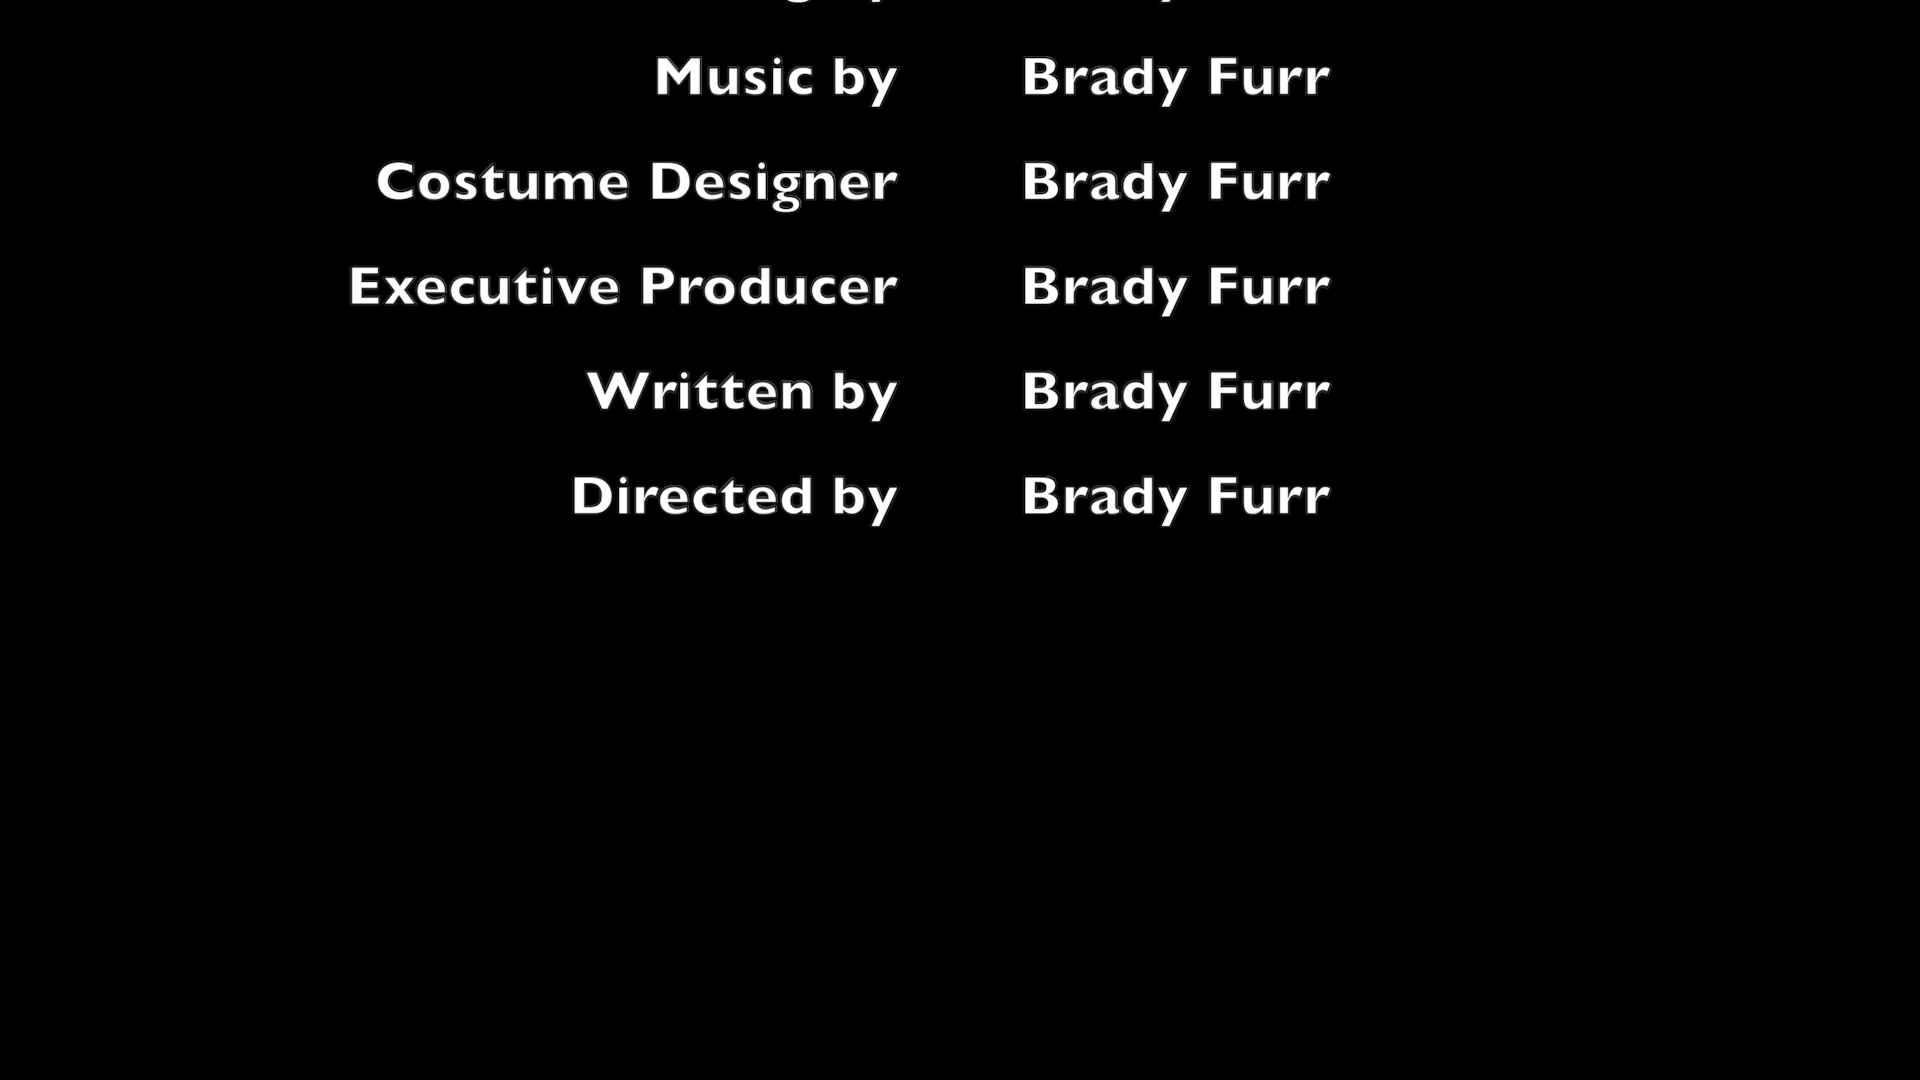 Music by Brady Furr
Costume Designer Brady Furr
Executive Producer Brady Furr
Written by Brady Furr
Directed by Brady Furr